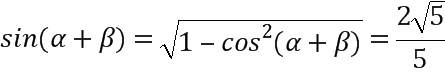 sin(α + β) = √(1 − cos²(α + β)) = 2√5/5